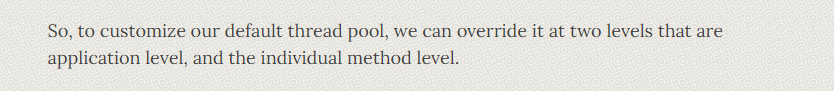 So, to customize our default thread pool, we can override it at two levels that are
application level, and the individual method level.